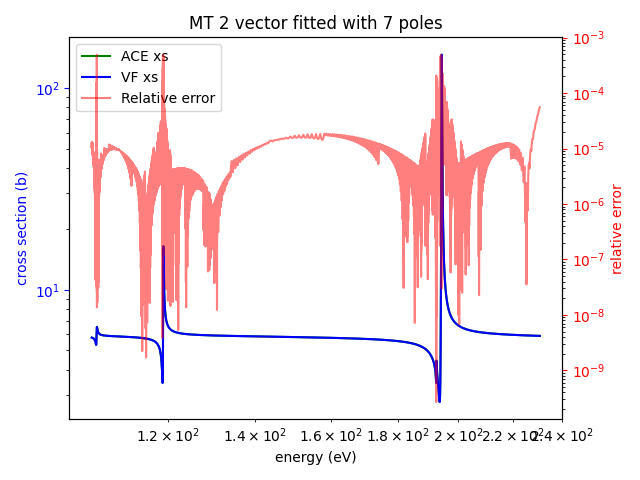 MT 2 vector fitted with 7 poles
ACE xs
VF xs
Relative error
10²
10¹
cross section (b)
10⁻³
10⁻⁴
10⁻⁵
10⁻⁶
10⁻⁷
10⁻⁸
10⁻⁹
relative error
1.2 × 10² 1.4 × 10² 1.6 × 10² 1.8 × 10² 2 × 10² 2.2 × 10² 2.4 × 10²
energy (eV)